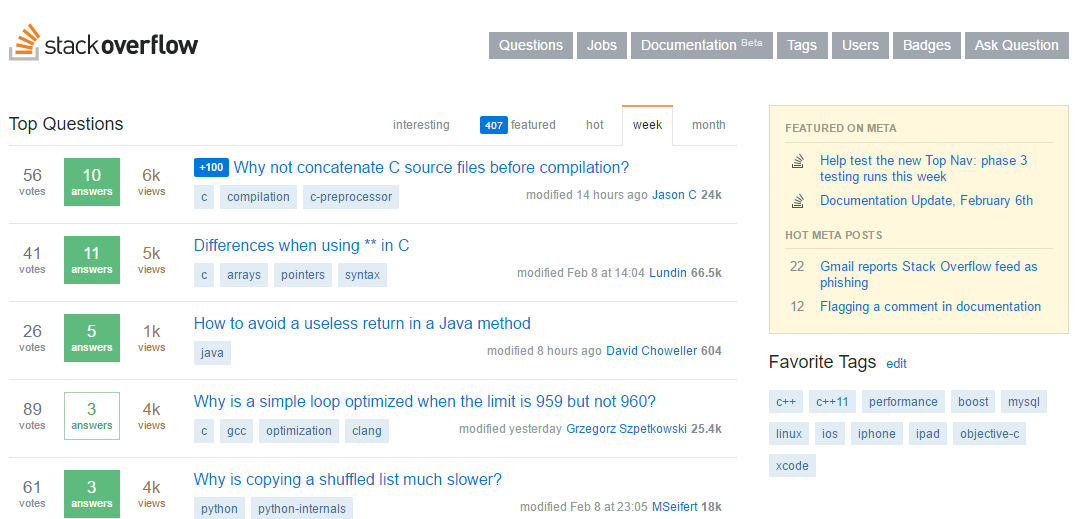 stackoverflow
Questions Jobs Documentation Beta Tags Users Badges Ask Question
Top Questions
interesting 407 featured hot week month
56 votes 10 answers 6k views
+100 Why not concatenate C source files before compilation?
c compilation c-preprocessor
modified 14 hours ago Jason C 24k
41 votes 11 answers 5k views
Differences when using ** in C
c arrays pointers syntax
modified Feb 8 at 14:04 Lundin 66.5k
26 votes 5 answers 1k views
How to avoid a useless return in a Java method
java
modified 8 hours ago David Choweller 604
89 votes 3 answers 4k views
Why is a simple loop optimized when the limit is 959 but not 960?
c gcc optimization clang
modified yesterday Grzegorz Szpetkowski 25.4k
61 votes 3 answers 4k views
Why is copying a shuffled list much slower?
python python-internals
modified Feb 8 at 23:05 MSeifert 18k
FEATURED ON META
Help test the new Top Nav: phase 3
testing runs this week
Documentation Update, February 6th
HOT META POSTS
22 Gmail reports Stack Overflow feed as
phishing
12 Flagging a comment in documentation
Favorite Tags edit
c++ c++11 performance boost mysql
linux ios iphone ipad objective-c
xcode